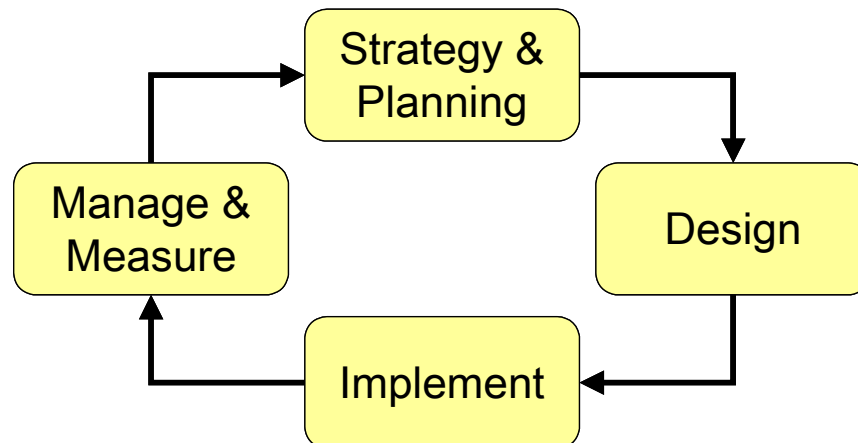 Strategy &
Planning
Manage &
Measure
Design
Implement